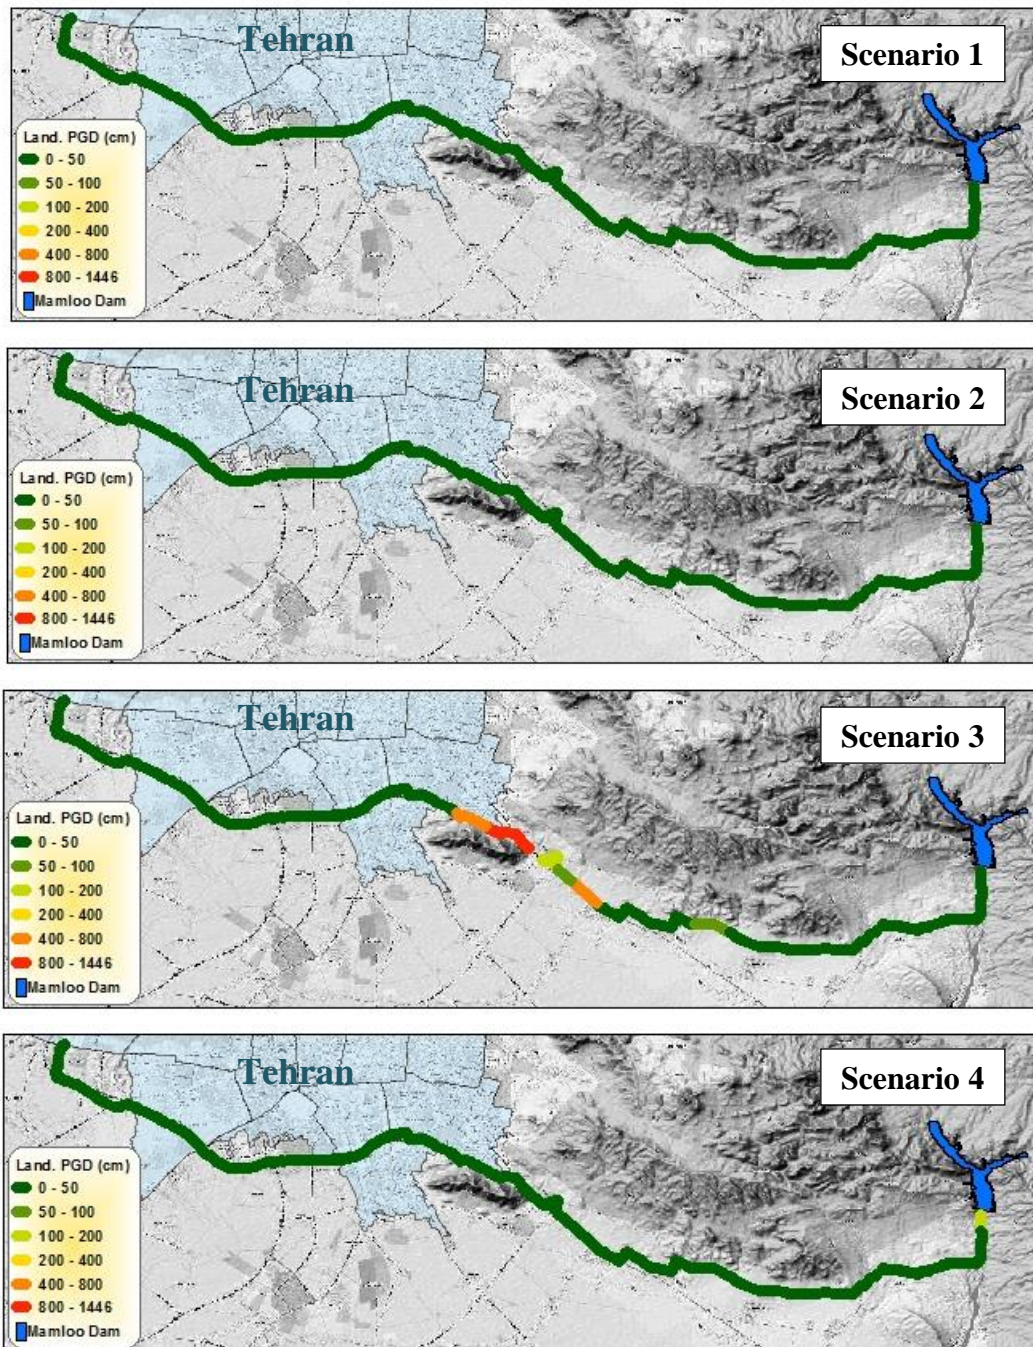 Tehran
Scenario 1
Land. PGD (cm)
0 - 50
50 - 100
100 - 200
200 - 400
400 - 800
800 - 1446
Mamloo Dam
Tehran
Scenario 2
Land. PGD (cm)
0 - 50
50 - 100
100 - 200
200 - 400
400 - 800
800 - 1446
Mamloo Dam
Tehran
Scenario 3
Land. PGD (cm)
0 - 50
50 - 100
100 - 200
200 - 400
400 - 800
800 - 1446
Mamloo Dam
Tehran
Scenario 4
Land. PGD (cm)
0 - 50
50 - 100
100 - 200
200 - 400
400 - 800
800 - 1446
Mamloo Dam